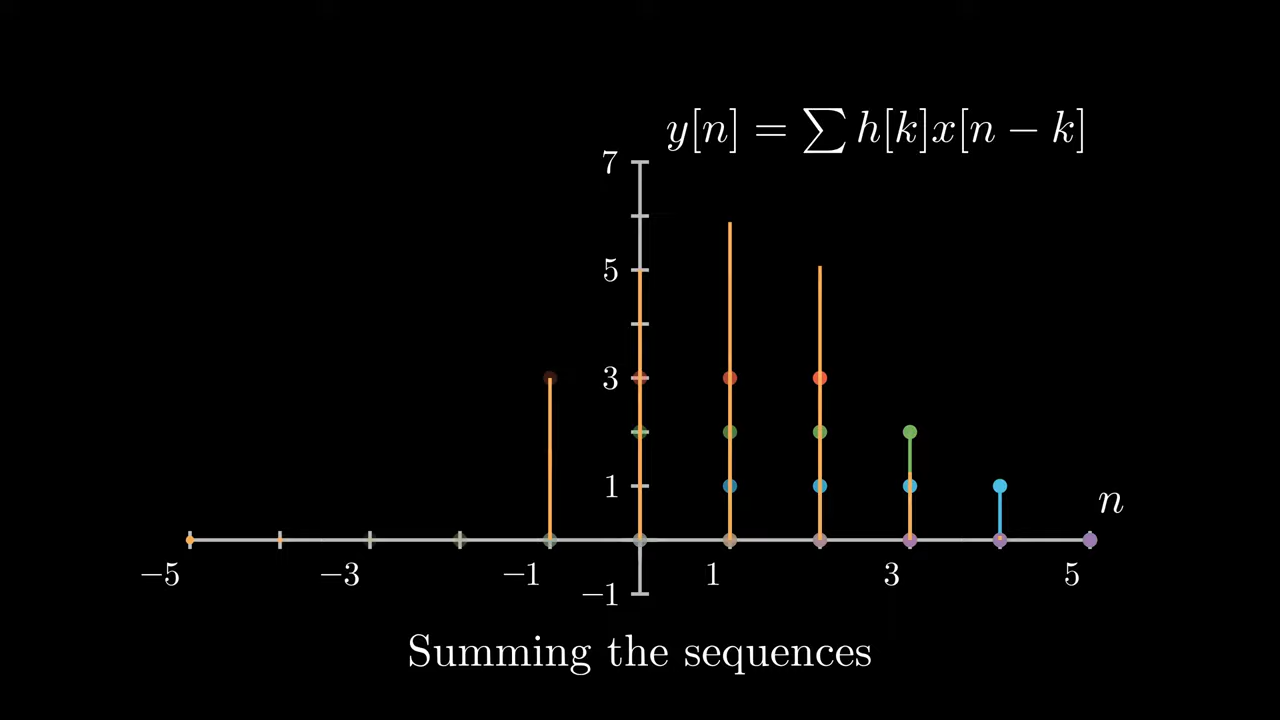 y[n] = ∑ h[k]x[n − k]
7
5
3
1
n
−5 −3 −1 1 3 5
−1
Summing the sequences